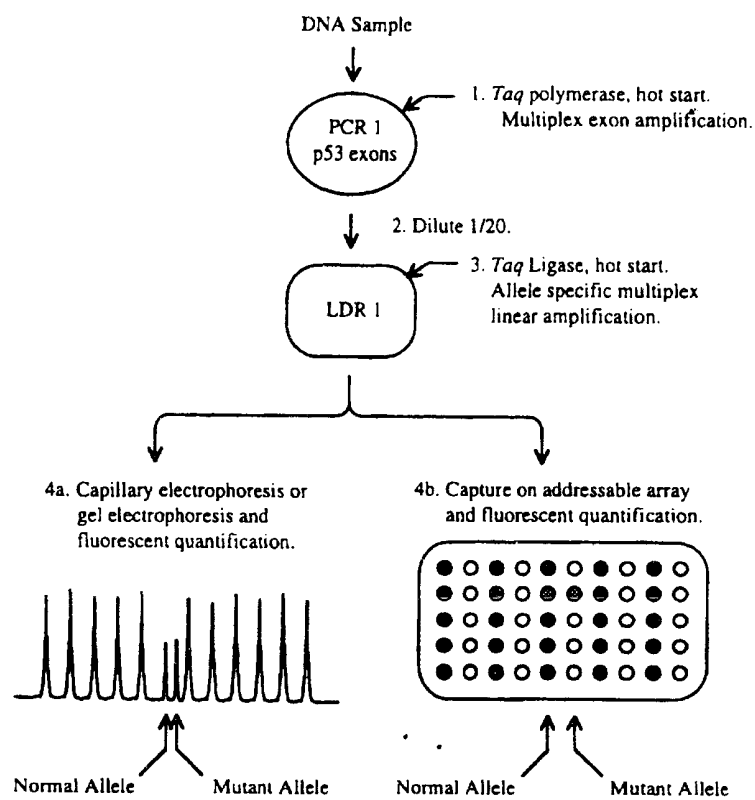 DNA Sample
1. Taq polymerase, hot start.
Multiplex exon amplification.
PCR 1
p53 exons
2. Dilute 1/20.
3. Taq Ligase, hot start.
Allele specific multiplex
linear amplification.
LDR 1
4a. Capillary electrophoresis or
gel electrophoresis and
fluorescent quantification.
4b. Capture on addressable array
and fluorescent quantification.
Normal Allele
Mutant Allele
Normal Allele
Mutant Allele